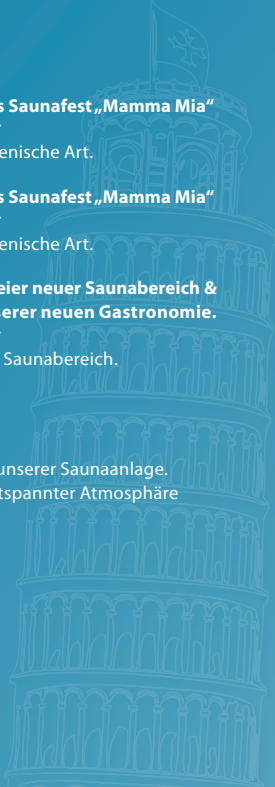 s Saunafest „Mamma Mia“
enische Art.
s Saunafest „Mamma Mia“
enische Art.
eier neuer Saunabereich &
serer neuen Gastronomie.
Saunabereich.
unserer Saunaanlage.
tspannter Atmosphäre